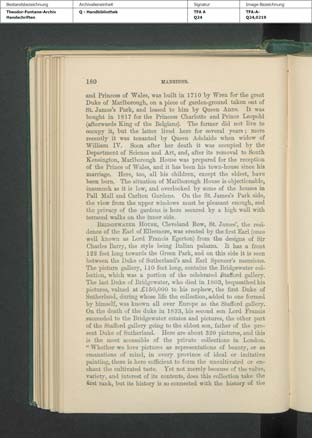 Bestandsbezeichnung Archivalieneinheit Signatur Image-Bezeichnung
Theodor-Fontane-Archiv Q - Handbibliothek TFA A TFA-A-
Handschriften Q24 Q24,0219
180 MANSIONS.
and Princess of Wales, was built in 1710 by Wren for the great
Duke of Marlborough, on a piece of garden-ground taken out of
St. James's Park, and leased to him by Queen Anne. It was
bought in 1817 for the Princess Charlotte and Prince Leopold
(afterwards King of the Belgians). The former did not live to
occupy it, but the latter lived here for several years; more
recently it was tenanted by Queen Adelaide when widow of
William IV. Soon after her death it was occupied by the
Department of Science and Art, and, after its removal to South
Kensington, Marlborough House was prepared for the reception
of the Prince of Wales, and it has been his town-house since his
marriage. Here, too, all his children, except the eldest, have
been born. The situation of Marlborough House is objectionable,
inasmuch as it is low, and overlooked by some of the houses in
Pall Mall and Carlton Gardens. On the St. James's Park side,
the view from the upper windows must be pleasant enough, and
the privacy of the gardens is here secured by a high wall with
terraced walks on the inner side.
BRIDGEWATER HOUSE, Cleveland Row, St. James', the resi-
dence of the Earl of Ellesmere, was erected by the first Earl (once
well known as Lord Francis Egerton) from the designs of Sir
Charles Barry, the style being Italian palazzo. It has a front
122 feet long towards the Green Park, and on this side it is seen
between the Duke of Sutherland's and Earl Spencer's mansions.
The picture gallery, 110 feet long, contains the Bridgewater col-
lection, which was a portion of the celebrated Stafford gallery.
The last Duke of Bridgewater, who died in 1803, bequeathed his
pictures, valued at £150,000 to his nephew, the first Duke of
Sutherland, during whose life the collection, added to one formed
by himself, was known all over Europe as the Stafford gallery.
On the death of the duke in 1833, his second son Lord Francis
succeeded to the Bridgewater estates and pictures, the other part
of the Stafford gallery going to the eldest son, father of the pre-
sent Duke of Sutherland. Here are about 320 pictures, and this
is the most accessible of the private collections in London.
"Whether we love pictures as representations of beauty, or as
emanations of mind, in every province of ideal or imitative
painting, there is here sufficient to form the uncultivated or en-
chant the cultivated taste. Yet not merely because of the value,
variety, and interest of its contents, does this collection take the
first rank, but its history is so connected with the history of the